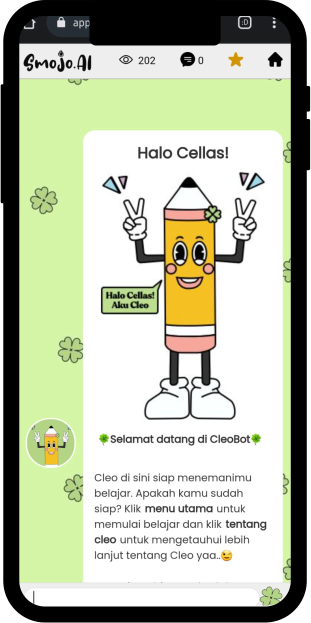 app
:D
Smojo.AI
202
0
Halo Cellas!
Halo Cellas!
Aku Cleo
🍀Selamat datang di CleoBot🍀
Cleo di sini siap menemanimu
belajar. Apakah kamu sudah
siap? Klik menu utama untuk
memulai belajar dan klik tentang
cleo untuk mengetauhui lebih
lanjut tentang Cleo yaa..😉